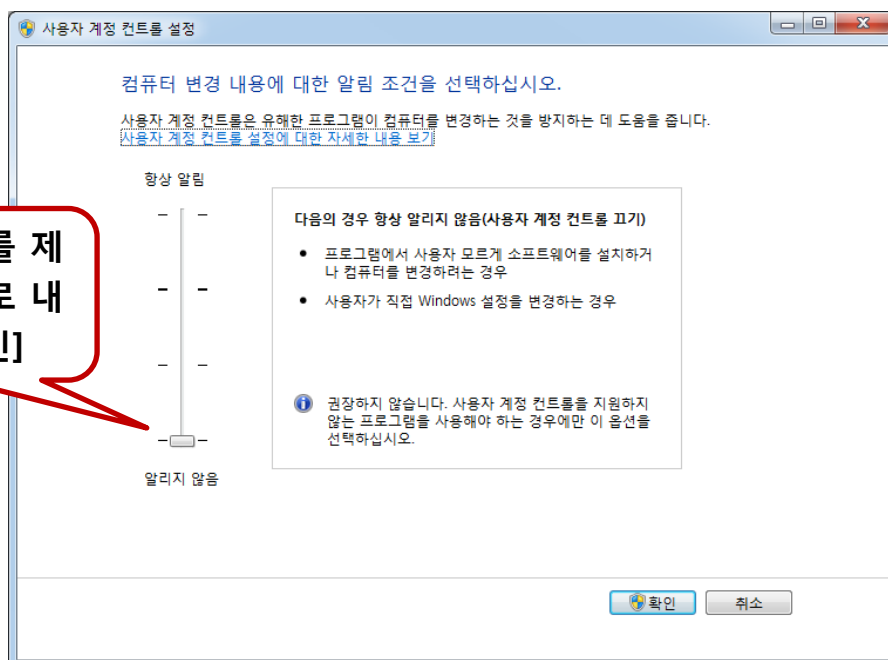 사용자 계정 컨트롤 설정
컴퓨터 변경 내용에 대한 알림 조건을 선택하십시오.
사용자 계정 컨트롤은 유해한 프로그램이 컴퓨터를 변경하는 것을 방지하는 데 도움을 줍니다.
사용자 계정 컨트롤 설정에 대한 자세한 내용 보기
항상 알림
다음의 경우 항상 알리지 않음(사용자 계정 컨트롤 끄기)
• 프로그램에서 사용자 모르게 소프트웨어를 설치하거
나 컴퓨터를 변경하려는 경우
• 사용자가 직접 Windows 설정을 변경하는 경우
를 제
로 내
인]
권장하지 않습니다. 사용자 계정 컨트롤을 지원하지
않는 프로그램을 사용해야 하는 경우에만 이 옵션을
선택하십시오.
알리지 않음
확인
취소